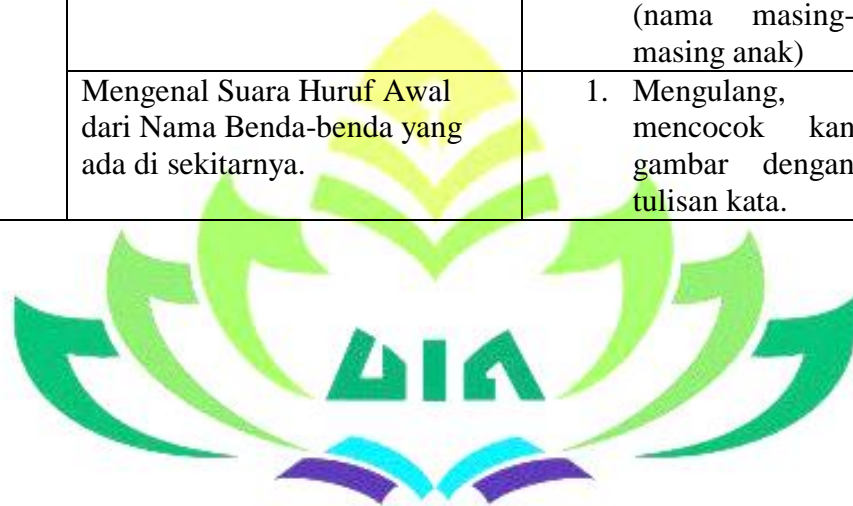 (nama masing-
masing anak)
Mengenal Suara Huruf Awal
dari Nama Benda-benda yang
ada di sekitarnya.
1. Mengulang,
mencocok kan
gambar dengan
tulisan kata.
UIN